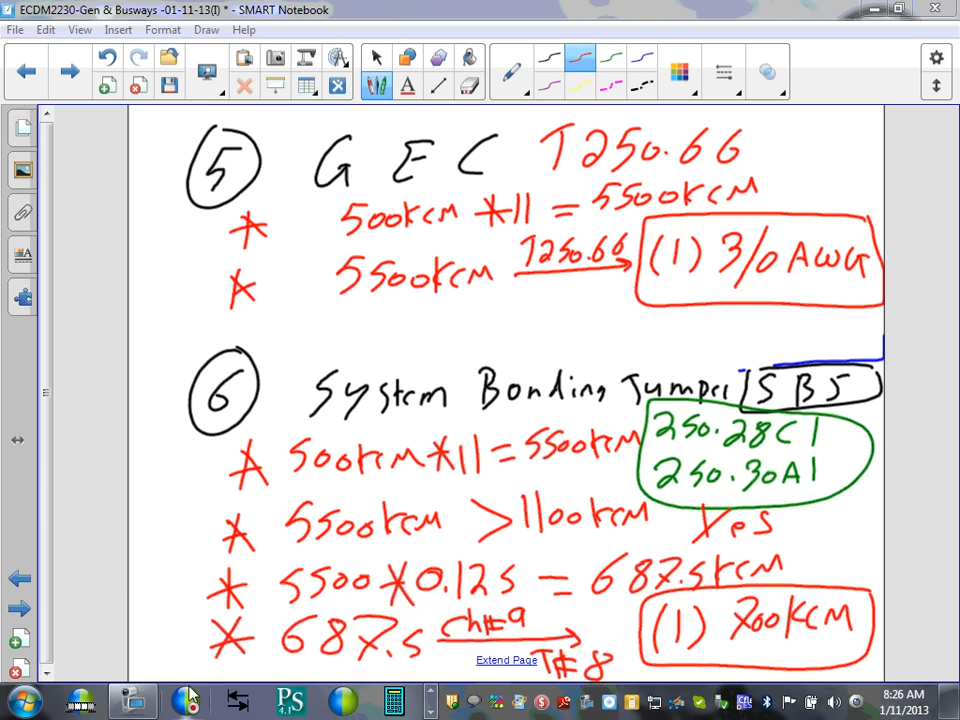 ECDM2230-Gen & Busways -01-11-13(I) * - SMART Notebook
File Edit View Insert Format Draw Help
5 G E C T250.66
* 500KCM *11 = 5500KCM
* 5500KCM T250.66 (1) 3/0 AWG
6 System Bonding Jumper SBJ
250.28C1
* 500KCM*11=5500KCM
250.30A1
* 5500KCM >1100KCM Yes
* 5500*0.125 = 687.5KCM
* 687.5 CH#9 T#8 (1) 700KCM
Extend Page
8:26 AM
1/11/2013